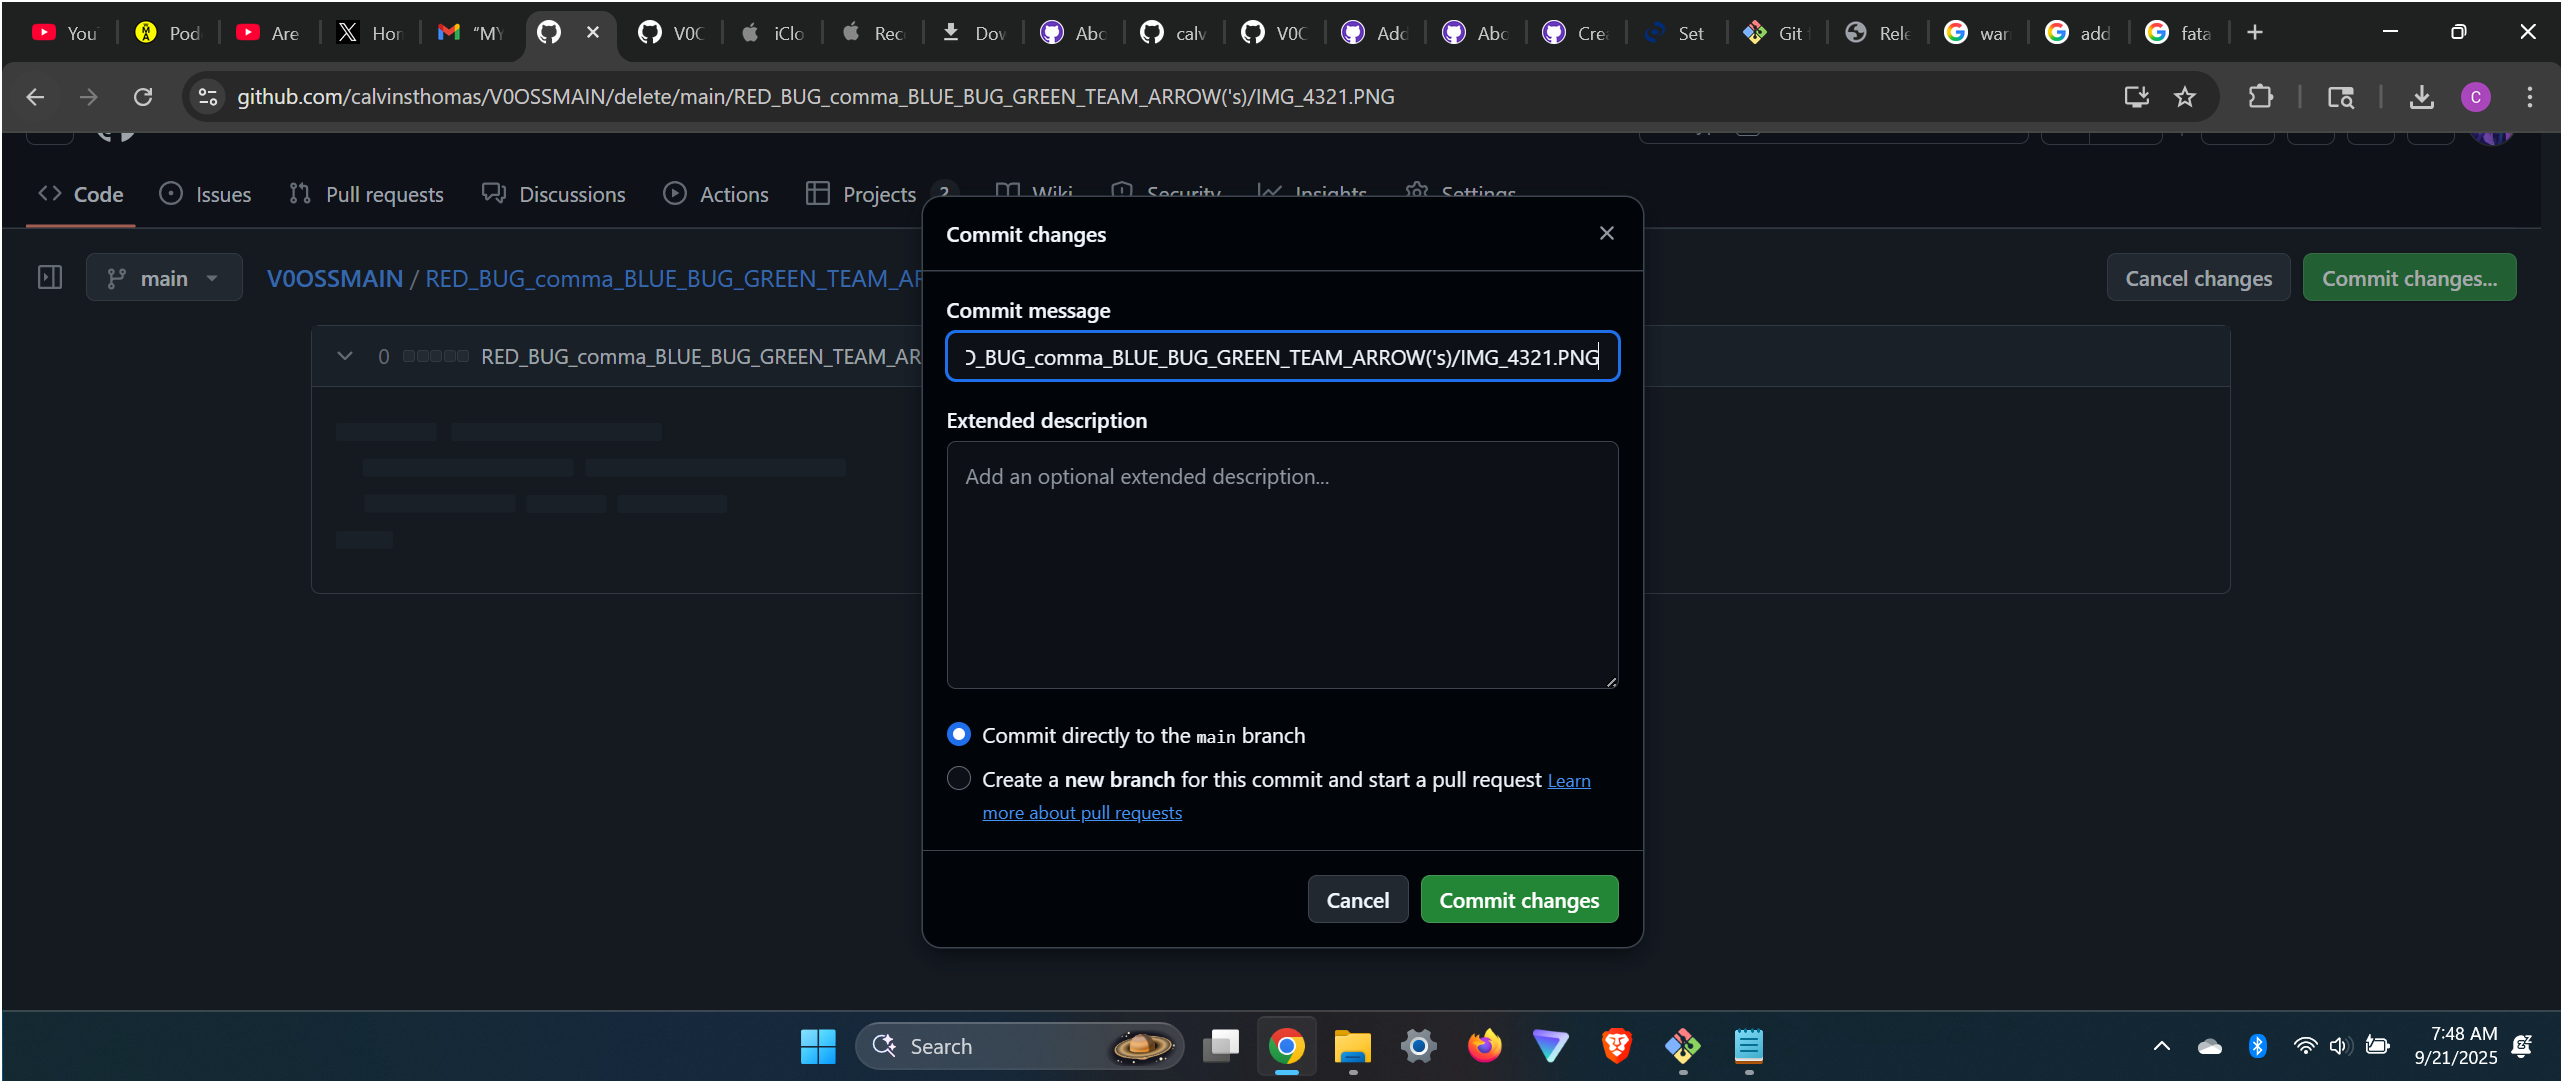 You
Pod
Are
Hor
"MY
V0C
iClo
Rec
Dov
Abo
calv
V0C
Add
Abo
Crea
Set
Git
Rele
war
add
fata
github.com/calvinsthomas/V0OSSMAIN/delete/main/RED_BUG_comma_BLUE_BUG_GREEN_TEAM_ARROW('s)/IMG_4321.PNG
C
Code
Issues
Pull requests
Discussions
Actions
Projects 2
Wiki
Security
Insights
Settings
main
V0OSSMAIN / RED_BUG_comma_BLUE_BUG_GREEN_TEAM_AR
Cancel changes
Commit changes...
0 RED_BUG_comma_BLUE_BUG_GREEN_TEAM_AR
Commit changes
Commit message
D_BUG_comma_BLUE_BUG_GREEN_TEAM_ARROW('s)/IMG_4321.PNG
Extended description
Add an optional extended description...
Commit directly to the main branch
Create a new branch for this commit and start a pull request Learn
more about pull requests
Cancel
Commit changes
Search
7:48 AM
9/21/2025